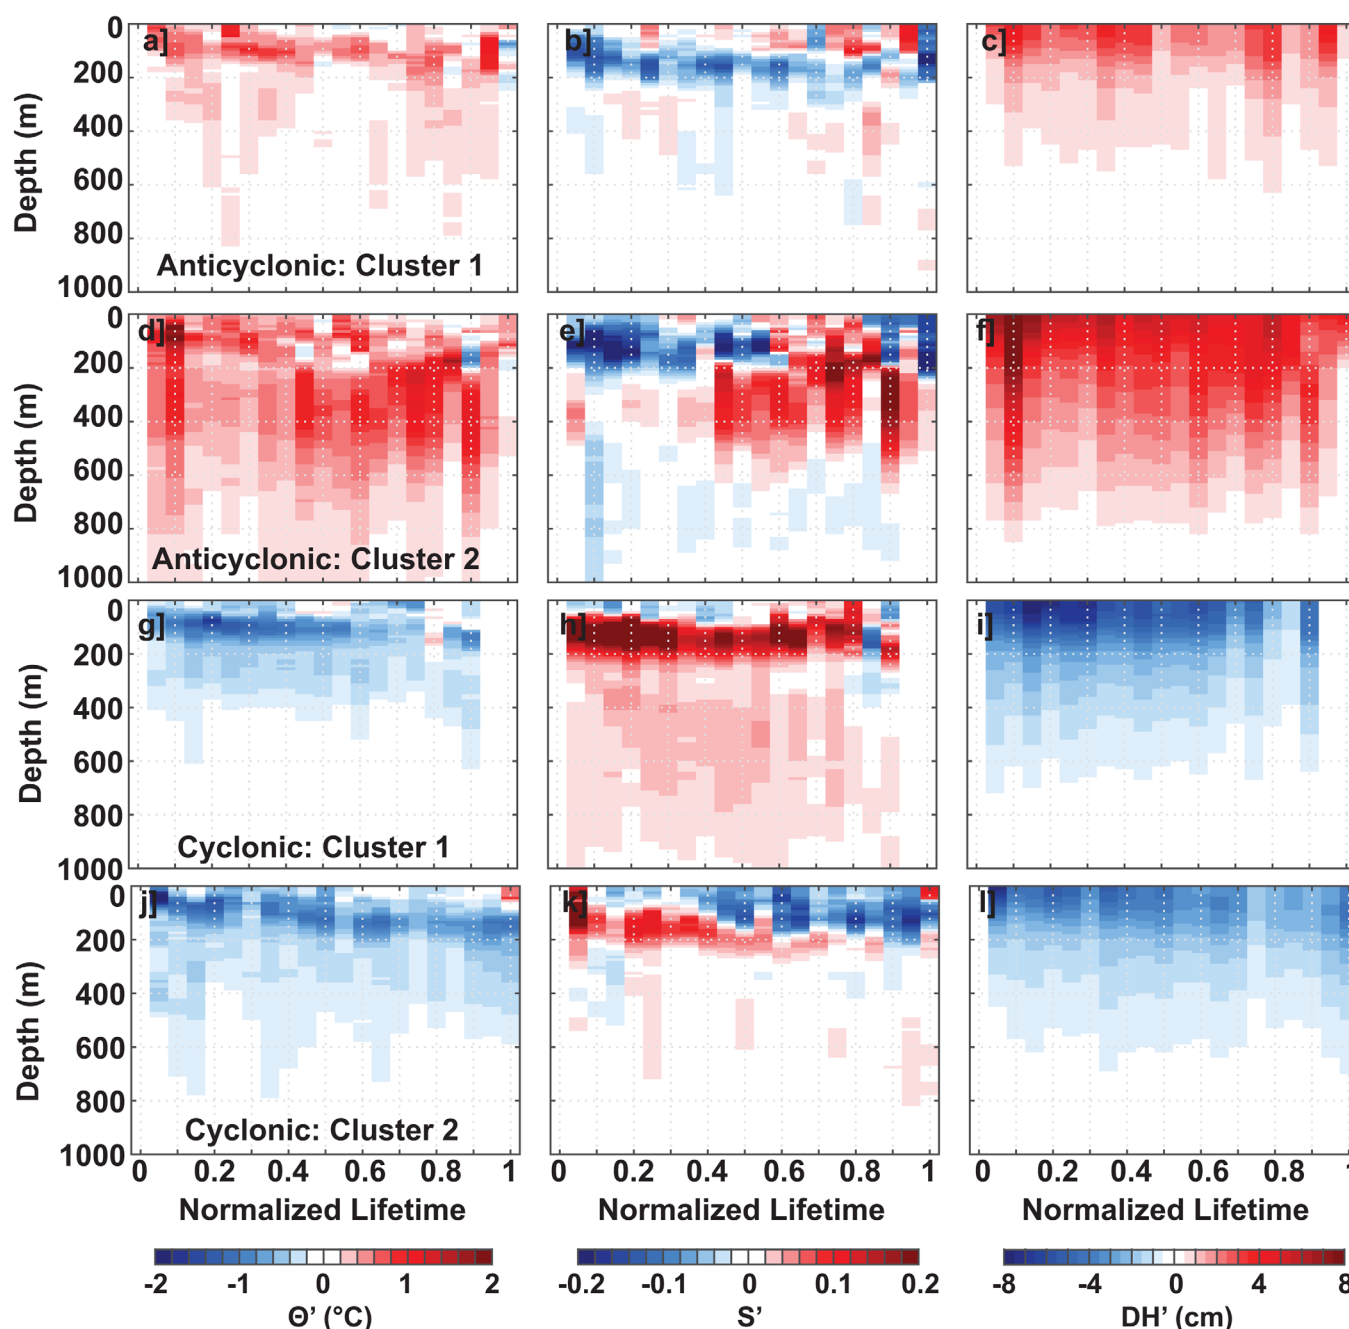 0
200
400
600
800
1000
Depth (m)
a]
Anticyclonic: Cluster 1
b]
c]
0
200
400
600
800
1000
Depth (m)
d]
Anticyclonic: Cluster 2
e]
f]
0
200
400
600
800
1000
Depth (m)
g]
Cyclonic: Cluster 1
h]
i]
0
200
400
600
800
1000
Depth (m)
j]
Cyclonic: Cluster 2
k]
l]
0 0.2 0.4 0.6 0.8 1
0 0.2 0.4 0.6 0.8 1
0 0.2 0.4 0.6 0.8
Normalized Lifetime
Normalized Lifetime
Normalized Lifetime
-2 -1 0 1 2
Θ’ (°C)
-0.2 -0.1 0 0.1 0.2
S’
-8 -4 0 4 8
DH’ (cm)